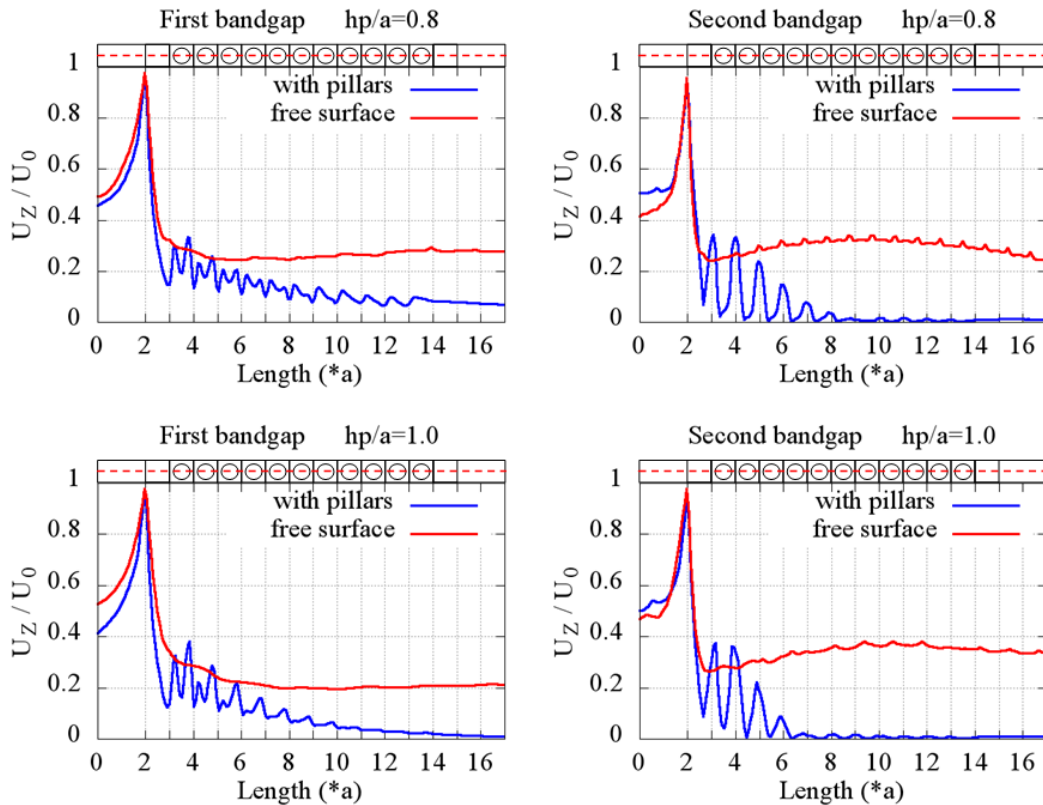 First bandgap hp/a=0.8
with pillars
free surface
1
0.8
0.6
0.4
0.2
0
U_Z / U_0
0 2 4 6 8 10 12 14 16
Length (*a)
Second bandgap hp/a=0.8
with pillars
free surface
1
0.8
0.6
0.4
0.2
0
U_Z / U_0
0 2 4 6 8 10 12 14 16
Length (*a)
First bandgap hp/a=1.0
with pillars
free surface
1
0.8
0.6
0.4
0.2
0
U_Z / U_0
0 2 4 6 8 10 12 14 16
Length (*a)
Second bandgap hp/a=1.0
with pillars
free surface
1
0.8
0.6
0.4
0.2
0
U_Z / U_0
0 2 4 6 8 10 12 14 16
Length (*a)